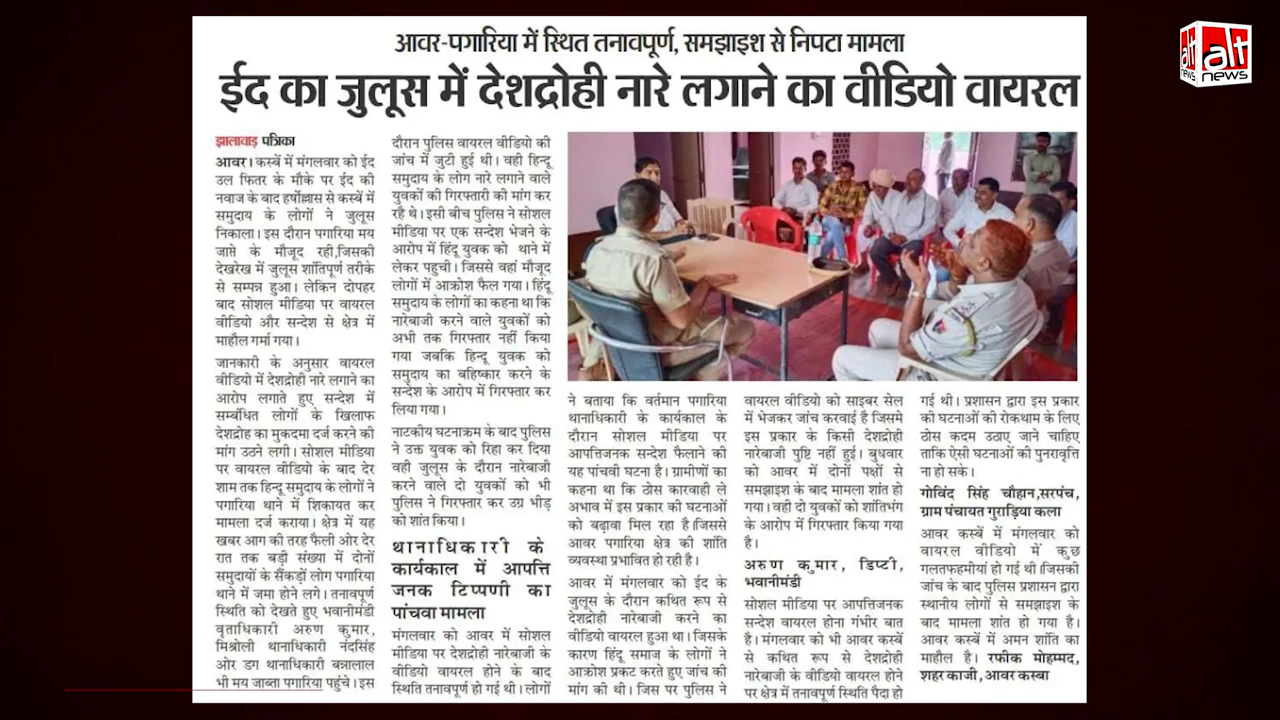 आवर-पगारिया में स्थित तनावपूर्ण, समझाइश से निपटा मामला
ईद का जुलूस में देशद्रोही नारे लगाने का वीडियो वायरल
झालावाड़ पत्रिका
आवर। कस्बें में मंगलवार को ईद
उल फितर के मौके पर ईद की
नवाज के बाद हर्षोल्लास से कस्बें में
समुदाय के लोगों ने जुलूस
निकाला। इस दौरान पगारिया मय
जाप्ते के मौजूद रही,जिसकी
देखरेख में जुलूस शांतिपूर्ण तरीके
से सम्पन्न हुआ। लेकिन दोपहर
बाद सोशल मीडिया पर वायरल
वीडियो और सन्देश से क्षेत्र में
माहौल गर्मा गया।
जानकारी के अनुसार वायरल
वीडियो में देशद्रोही नारे लगाने का
आरोप लगाते हुए सन्देश में
सम्बंधित लोगों के खिलाफ
देशद्रोह का मुकदमा दर्ज करने की
मांग उठने लगी। सोशल मीडिया
पर वायरल वीडियो के बाद देर
शाम तक हिन्दू समुदाय के लोगों ने
पगारिया थाने में शिकायत कर
मामला दर्ज कराया। क्षेत्र में यह
खबर आग की तरह फैली ओर देर
रात तक बड़ी संख्या में दोनों
समुदायों के सैंकड़ों लोग पगारिया
थाने में जमा होने लगे। तनावपूर्ण
स्थिति को देखते हुए भवानीमंडी
वृताधिकारी अरुण कुमार,
मिश्रोली थानाधिकारी नंदसिंह
ओर डग थानाधिकारी बन्नालाल
भी मय जाब्ता पगारिया पहुंचे। इस
दौरान पुलिस वायरल वीडियो की
जांच में जुटी हुई थी। वही हिन्दू
समुदाय के लोग नारे लगाने वाले
युवकों की गिरफ्तारी की मांग कर
रहे थे। इसी बीच पुलिस ने सोशल
मीडिया पर एक सन्देश भेजने के
आरोप में हिंदू युवक को थाने में
लेकर पहुची। जिससे वहां मौजूद
लोगों में आक्रोश फैल गया। हिंदू
समुदाय के लोगों का कहना था कि
नारेबाजी करने वाले युवकों को
अभी तक गिरफ्तार नहीं किया
गया जबकि हिन्दू युवक को
समुदाय का बहिष्कार करने के
सन्देश के आरोप में गिरफ्तार कर
लिया गया।
नाटकीय घटनाक्रम के बाद पुलिस
ने उक्त युवक को रिहा कर दिया
वही जुलूस के दौरान नारेबाजी
करने वाले दो युवकों को भी
पुलिस ने गिरफ्तार कर उग्र भीड़
को शांत किया।
थानाधिकारी के
कार्यकाल में आपत्ति
जनक टिप्पणी का
पांचवा मामला
मंगलवार को आवर में सोशल
मीडिया पर देशद्रोही नारेबाजी के
वीडियो वायरल होने के बाद
स्थिति तनावपूर्ण हो गई थी। लोगों
ने बताया कि वर्तमान पगारिया
थानाधिकारी के कार्यकाल के
दौरान सोशल मीडिया पर
आपत्तिजनक सन्देश फैलाने की
यह पांचवी घटना है। ग्रामीणों का
कहना था कि ठोस कारवाही ले
अभाव में इस प्रकार की घटनाओं
को बढ़ावा मिल रहा है।जिससे
आवर पगारिया क्षेत्र की शांति
व्यवस्था प्रभावित हो रही है।
आवर में मंगलवार को ईद के
जुलूस के दौरान कथित रूप से
देशद्रोही नारेबाजी करने का
वीडियो वायरल हुआ था। जिसके
कारण हिंदू समाज के लोगों ने
आक्रोश प्रकट करते हुए जांच की
मांग की थी। जिस पर पुलिस ने
वायरल वीडियो को साइबर सेल
में भेजकर जांच करवाई है जिसमे
इस प्रकार के किसी देशद्रोही
नारेबाजी पुष्टि नहीं हुई। बुधवार
को आवर में दोनों पक्षों से
समझाइस के बाद मामला शांत हो
गया। वही दो युवकों को शांतिभंग
के आरोप में गिरफ्तार किया गया
है।
अरुण कुमार, डिप्टी,
भवानीमंडी
सोशल मीडिया पर आपत्तिजनक
सन्देश वायरल होना गंभीर बात
है। मंगलवार को भी आवर कस्बें
से कथित रूप से देशद्रोही
नारेबाजी के वीडियो वायरल होने
पर क्षेत्र में तनावपूर्ण स्थिति पैदा हो
गई थी। प्रशासन द्वारा इस प्रकार
की घटनाओं की रोकथाम के लिए
ठोस कदम उठाए जाने चाहिए
ताकि ऐसी घटनाओं की पुनरावृत्ति
ना हो सके।
गोविंद सिंह चौहान,सरपंच,
ग्राम पंचायत गुराड़िया कला
आवर कस्बें में मंगलवार को
वायरल वीडियो में कुछ
गलतफहमीयां हो गई थी।जिसकी
जांच के बाद पुलिस प्रशासन द्वारा
स्थानीय लोगों से समझाइश के
बाद मामला शांत हो गया है।
आवर कस्बें में अमन शांति का
माहौल है। रफीक मोहम्मद,
शहर काजी,आवर कस्बा
alt news
alt news